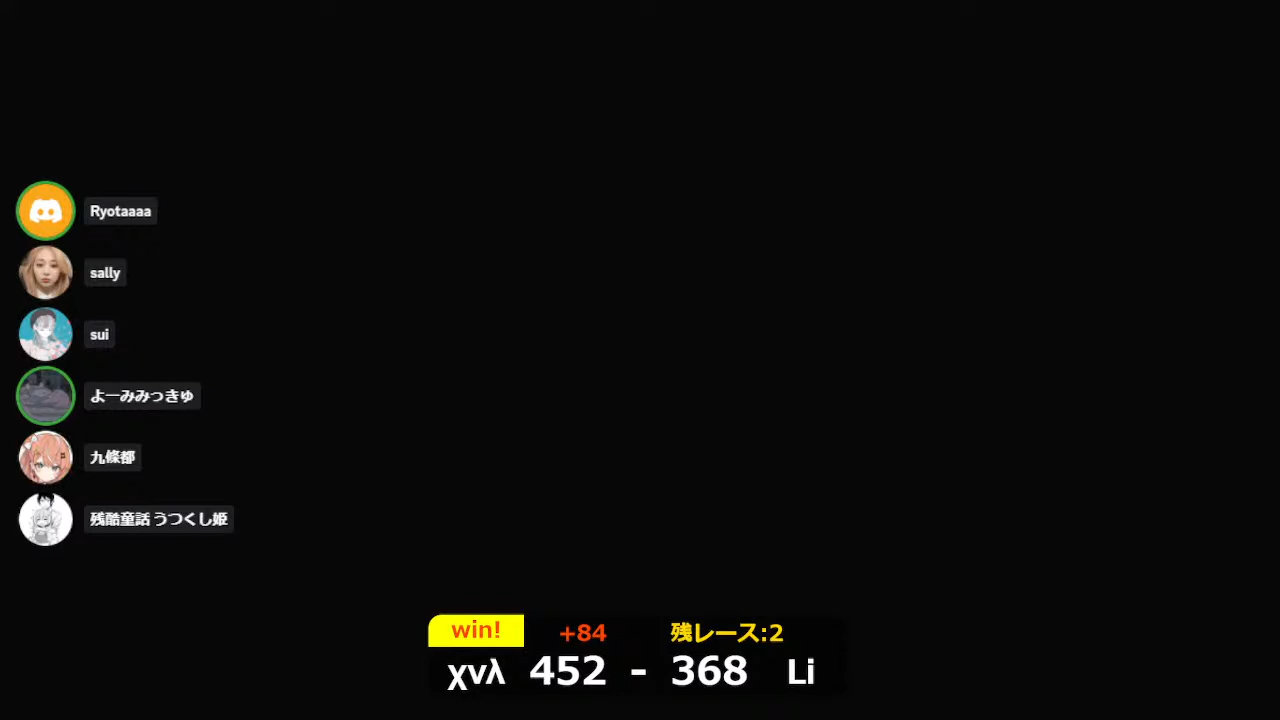 Ryotaaaa
sally
sui
よーみみっきゅ
九條都
残酷童話 うつくし姫
win! +84 残レース:2
χνλ 452 - 368 Li